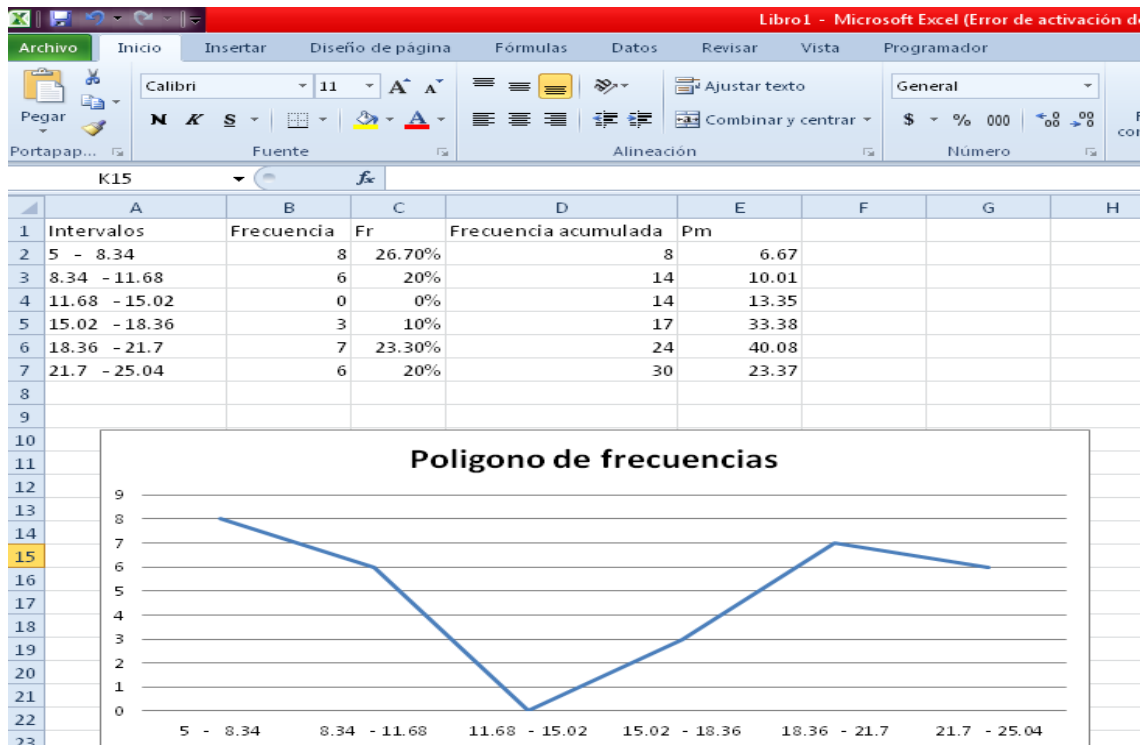 Libro1 - Microsoft Excel (Error de activación de
Archivo Inicio Insertar Diseño de página Fórmulas Datos Revisar Vista Programador
Calibri 11 A A Ajustar texto General
Pegar N K S A Combinar y centrar $ % 000
Portapap... Fuente Alineación Número
K15 fx
A B C D E F G H
1 Intervalos Frecuencia Fr Frecuencia acumulada Pm
2 5 - 8.34 8 26.70% 8 6.67
3 8.34 - 11.68 6 20% 14 10.01
4 11.68 - 15.02 0 0% 14 13.35
5 15.02 - 18.36 3 10% 17 33.38
6 18.36 - 21.7 7 23.30% 24 40.08
7 21.7 - 25.04 6 20% 30 23.37
8
9
10
11 Poligono de frecuencias
12 9
13 8
14 7
15 6
16 5
17 4
18 3
19 2
20 1
21 0
22 5 - 8.34 8.34 - 11.68 11.68 - 15.02 15.02 - 18.36 18.36 - 21.7 21.7 - 25.04
23